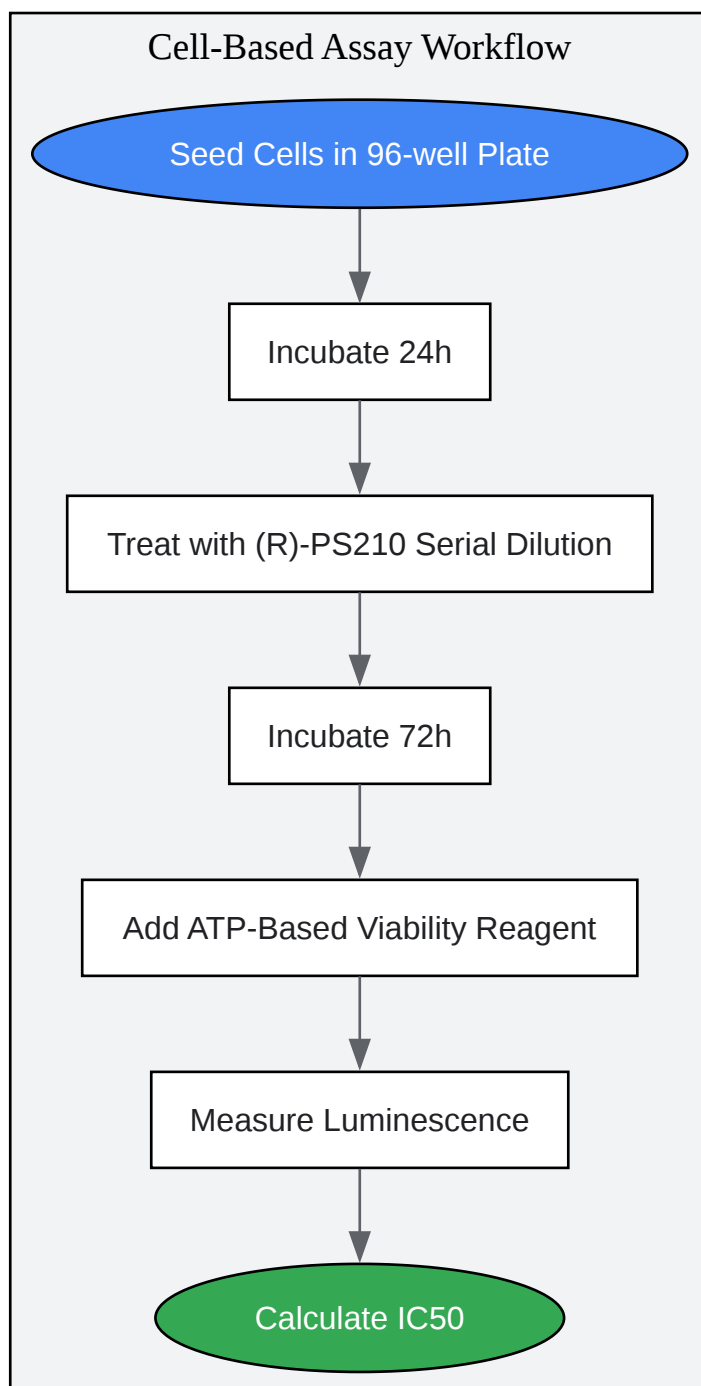 Cell-Based Assay Workflow
Seed Cells in 96-well Plate
Incubate 24h
Treat with (R)-PS210 Serial Dilution
Incubate 72h
Add ATP-Based Viability Reagent
Measure Luminescence
Calculate IC50